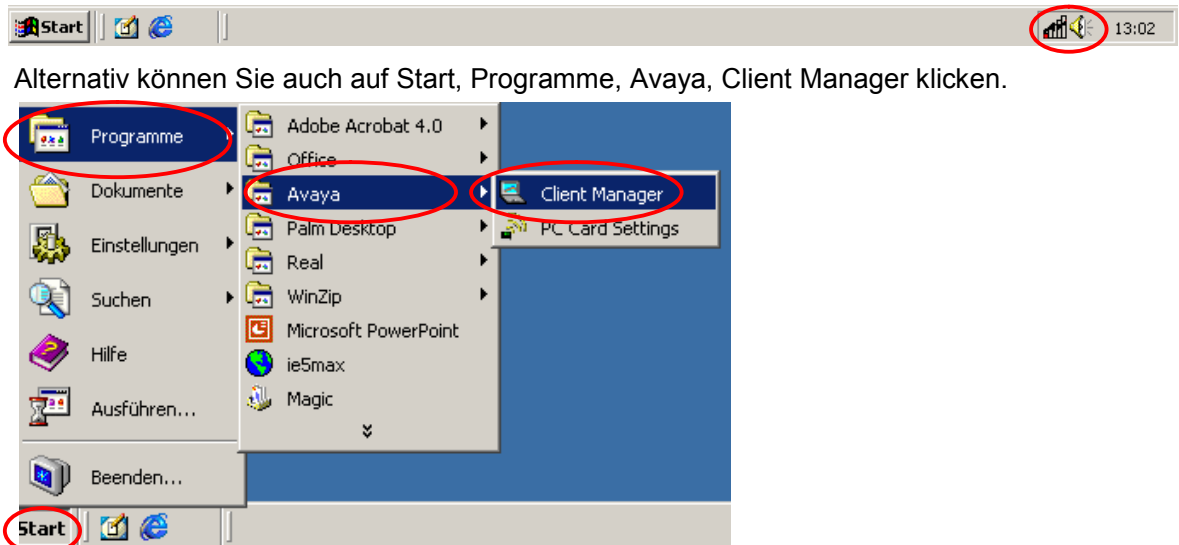 Start 13:02
Alternativ können Sie auch auf Start, Programme, Avaya, Client Manager klicken.
Programme
Dokumente
Einstellungen
Suchen
Hilfe
Ausführen...
Beenden...
Adobe Acrobat 4.0
Office
Avaya
Palm Desktop
Real
WinZip
Microsoft PowerPoint
ie5max
Magic
Client Manager
PC Card Settings
Start